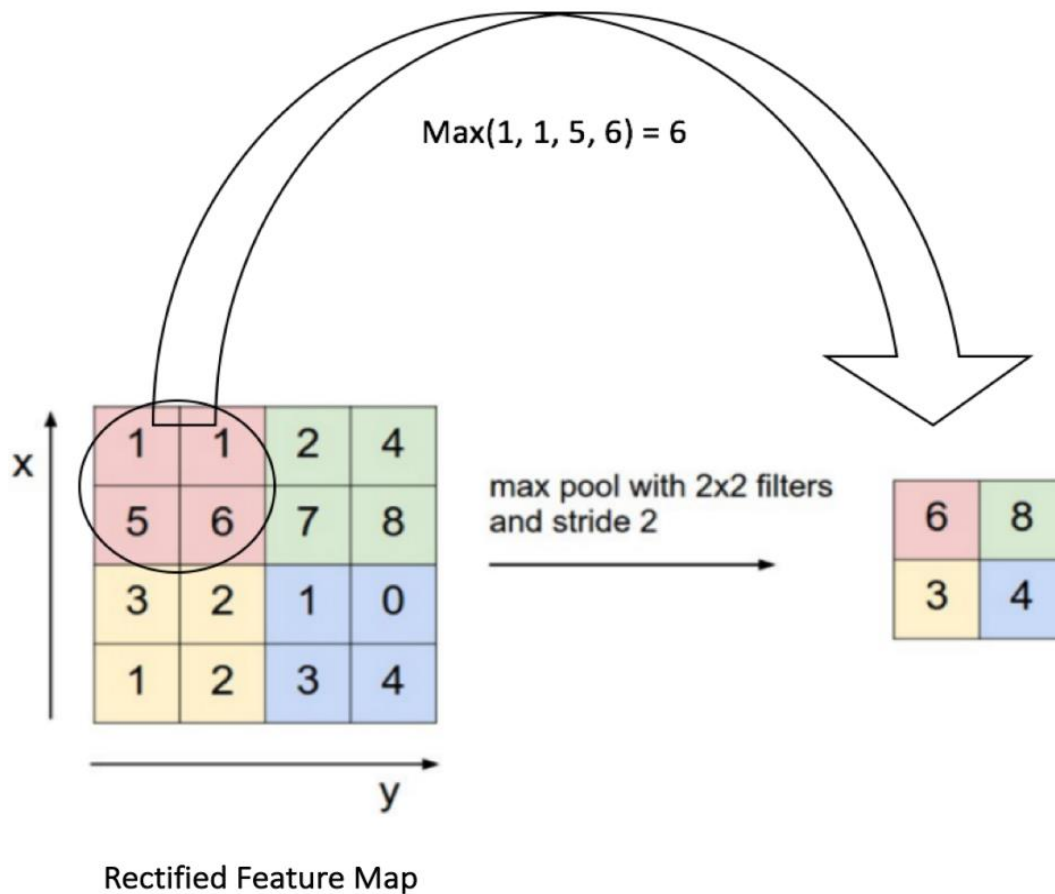 Max(1, 1, 5, 6) = 6
x
1 1 2 4
5 6 7 8
3 2 1 0
1 2 3 4
y
max pool with 2x2 filters
and stride 2
6 8
3 4
Rectified Feature Map